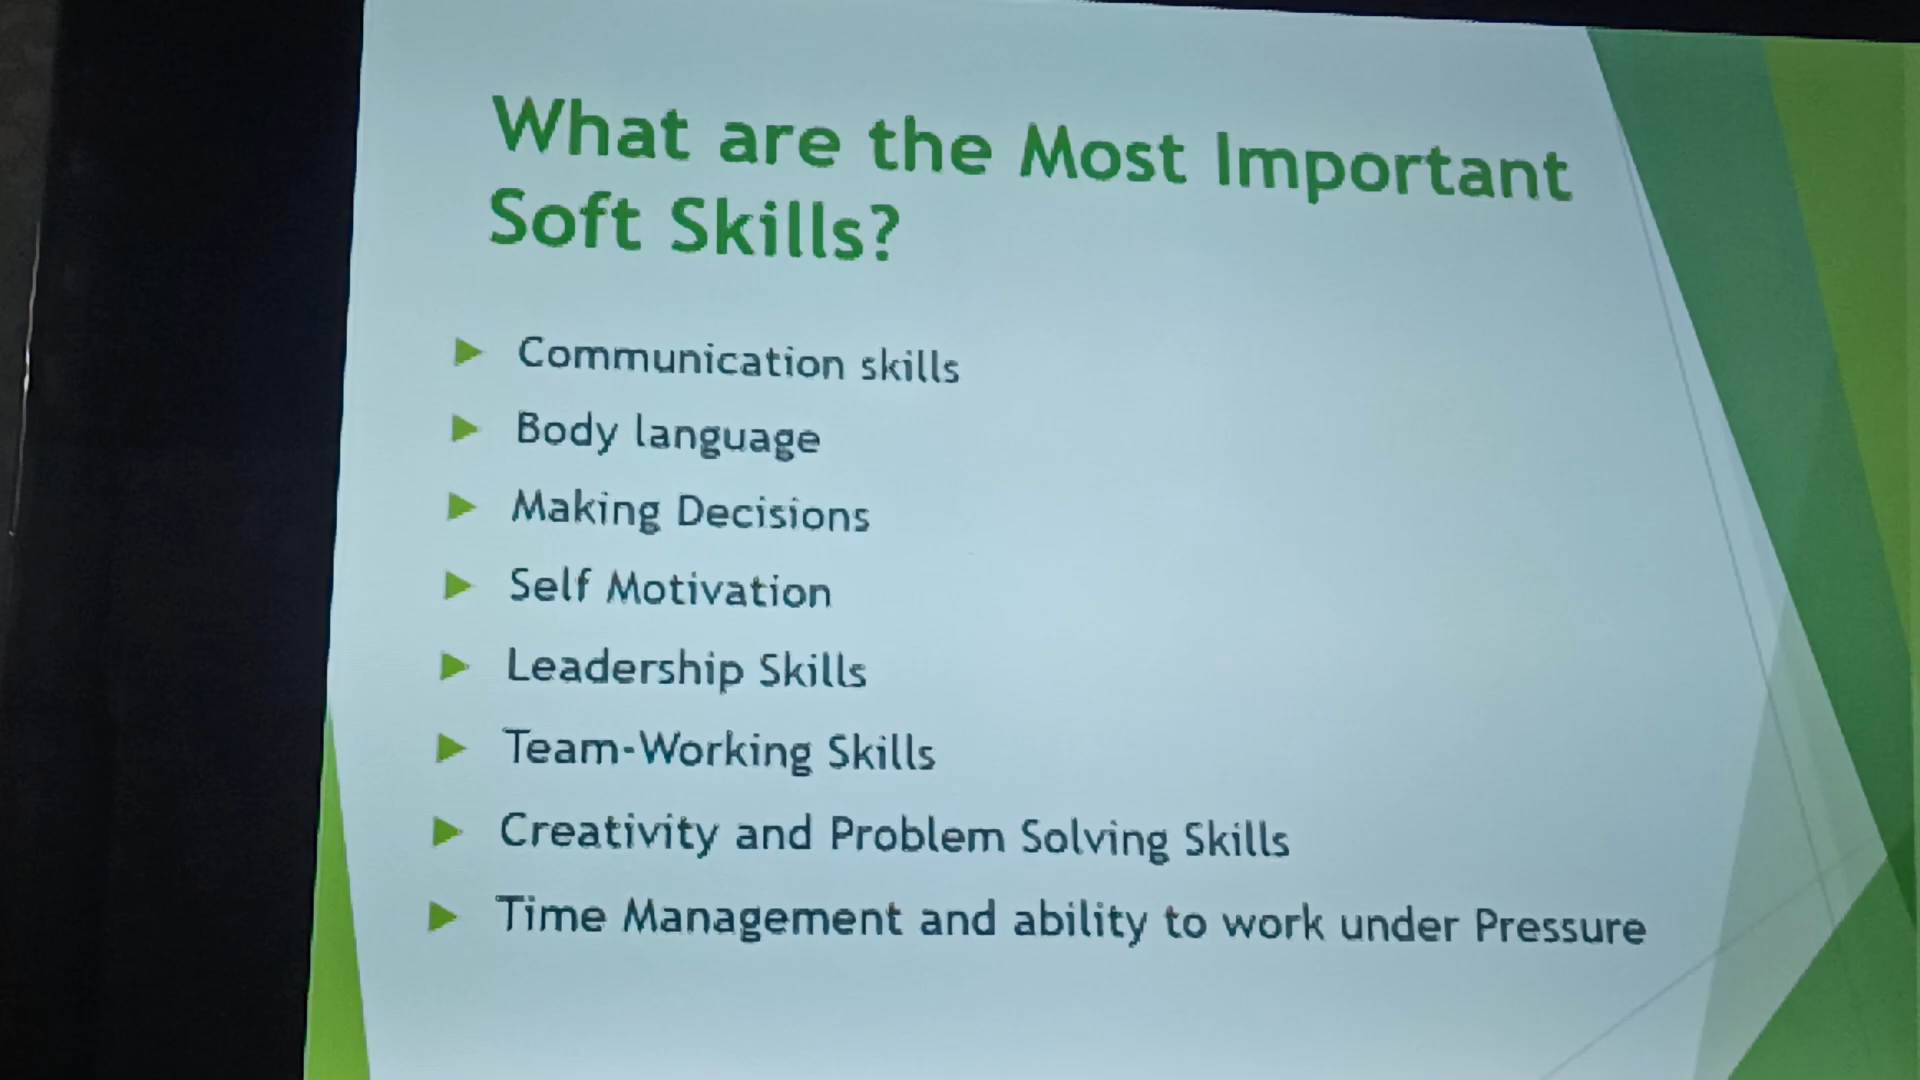 What are the Most Important
Soft Skills?
Communication skills
Body language
Making Decisions
Self Motivation
Leadership Skills
Team-Working Skills
Creativity and Problem Solving Skills
Time Management and ability to work under Pressure